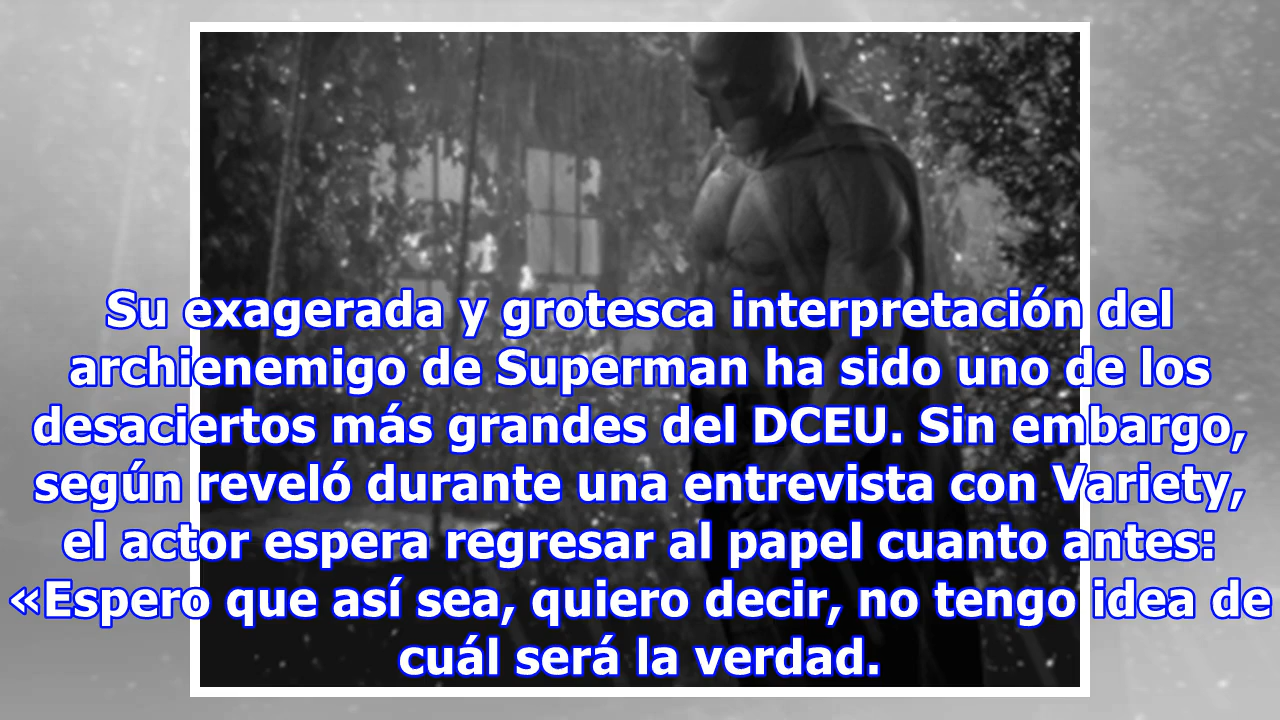 Su exagerada y grotesca interpretación del
archienemigo de Superman ha sido uno de los
desaciertos más grandes del DCEU. Sin embargo,
según reveló durante una entrevista con Variety,
el actor espera regresar al papel cuanto antes:
«Espero que así sea, quiero decir, no tengo idea de
cuál será la verdad.